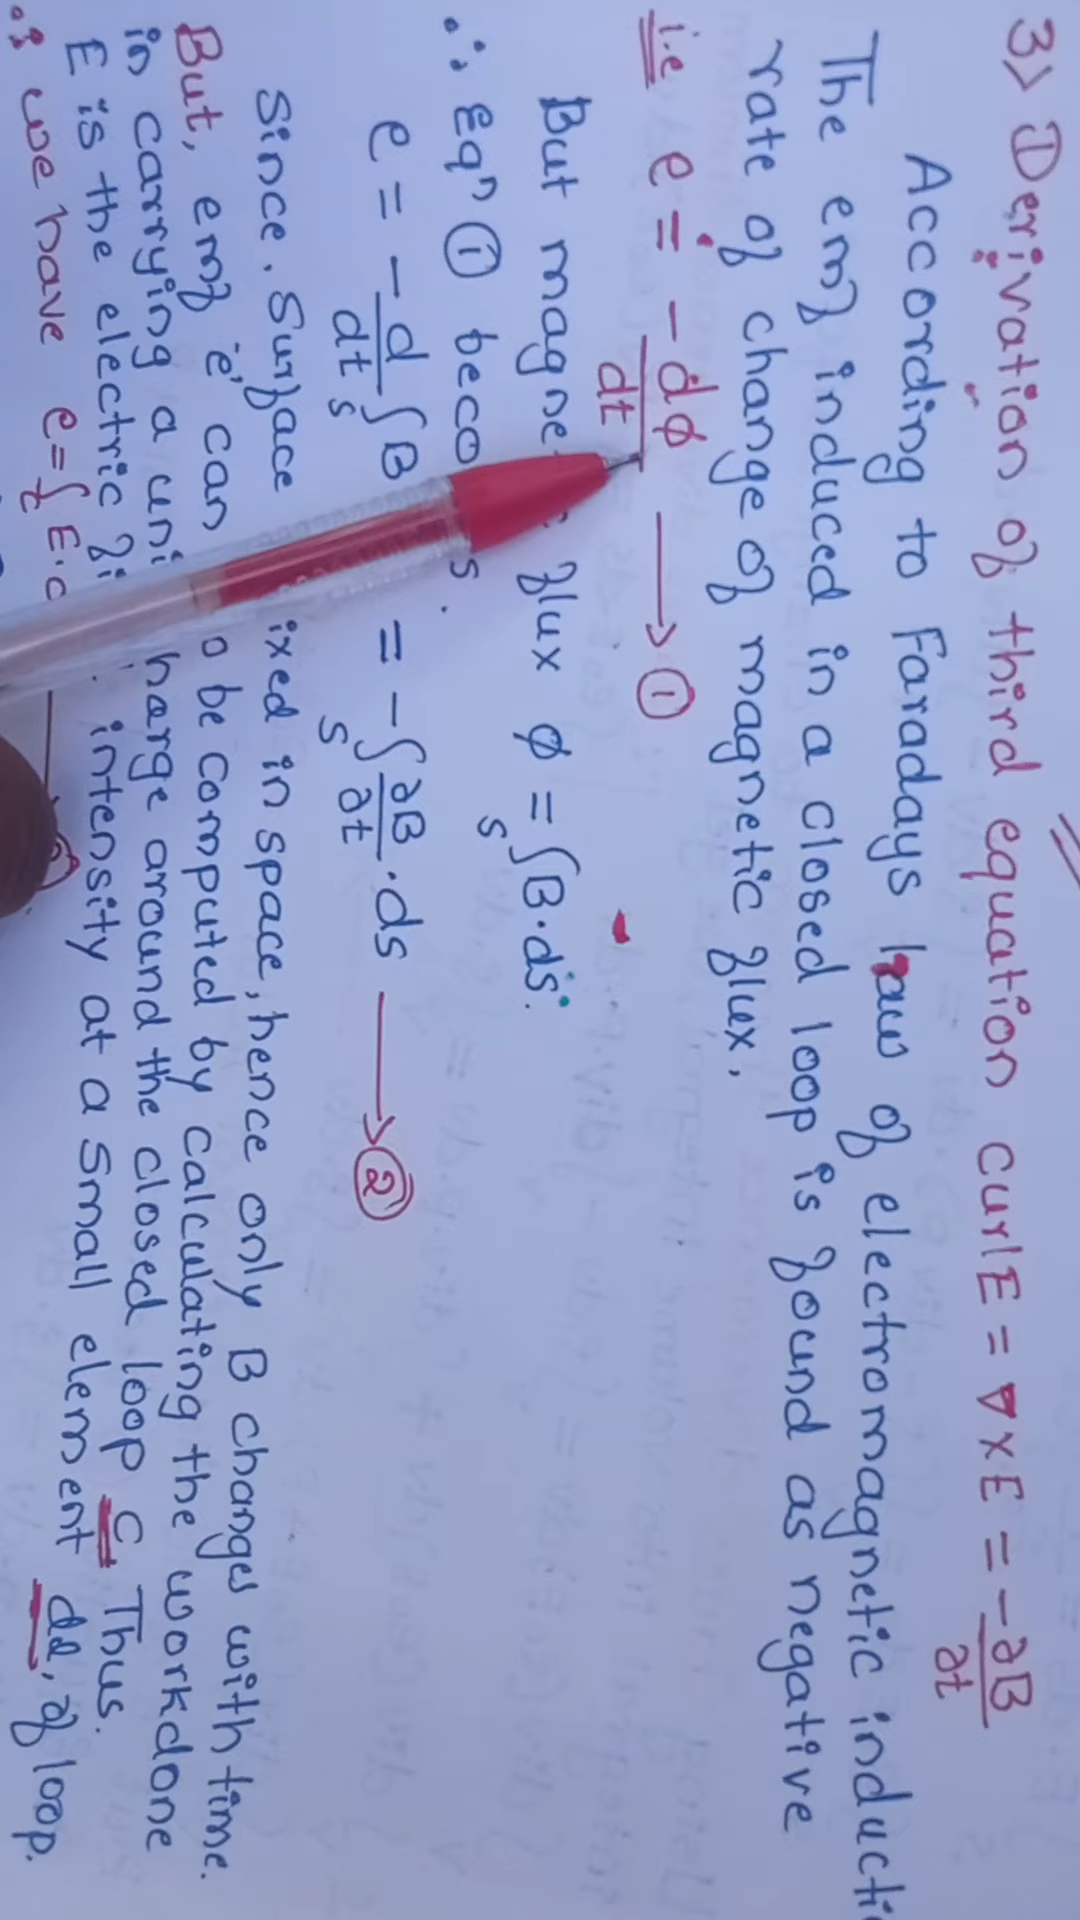 3> ① Derivation of third equation curl E = ∇ x E = -∂B/∂t
According to Faradays law of electromagnetic inducti
The emf induced in a closed loop is found as negative
rate of change of magnetic flux,
i.e e = -dφ/dt → ①
But magne flux φ = s∫B.ds.
∴ Eqⁿ ① beco s.
e = -d/dt s∫B = - s∫ ∂B/∂t . ds → ②
Since, Surface ixed in space, hence only B changes with time.
But, emf 'e' can be computed by calculating the workdone
in carrying a uni harge around the closed loop C Thus.
E is the electric fi intensity at a small element dl, of loop.
∴ we have e = ∫ E.